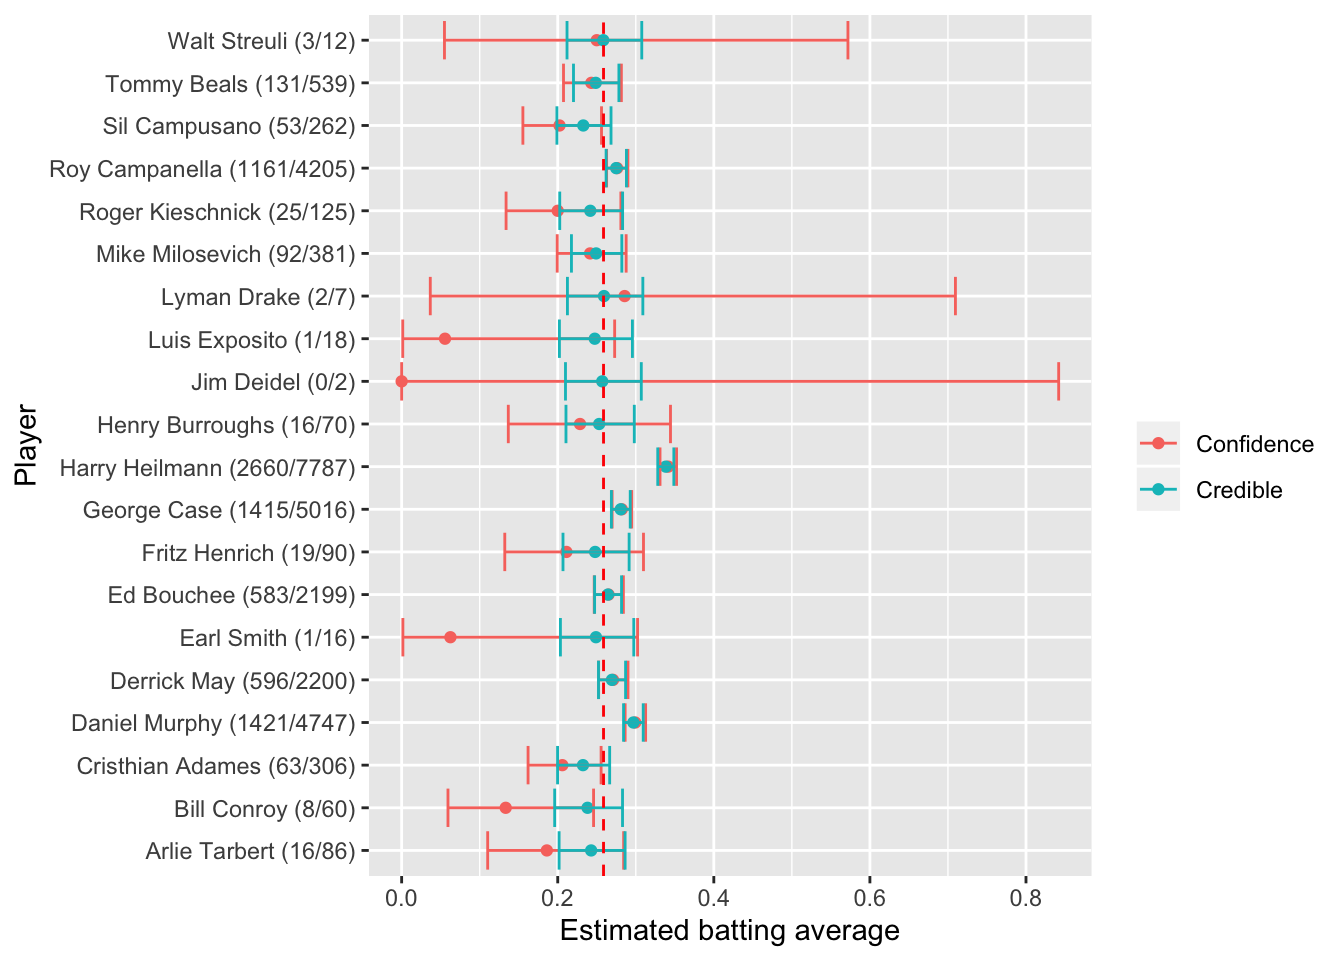 Walt Streuli (3/12)
Tommy Beals (131/539)
Sil Campusano (53/262)
Roy Campanella (1161/4205)
Roger Kieschnick (25/125)
Mike Milosevich (92/381)
Lyman Drake (2/7)
Luis Exposito (1/18)
Jim Deidel (0/2)
Henry Burroughs (16/70)
Harry Heilmann (2660/7787)
George Case (1415/5016)
Fritz Henrich (19/90)
Ed Bouchee (583/2199)
Earl Smith (1/16)
Derrick May (596/2200)
Daniel Murphy (1421/4747)
Cristhian Adames (63/306)
Bill Conroy (8/60)
Arlie Tarbert (16/86)
Player
0.0 0.2 0.4 0.6 0.8
Estimated batting average
Confidence
Credible